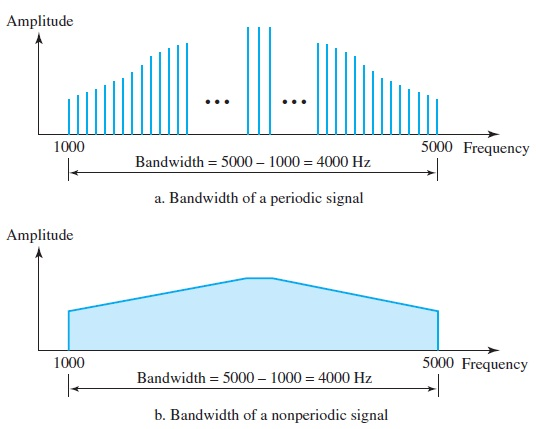 Amplitude
... ...
1000 5000 Frequency
Bandwidth = 5000 – 1000 = 4000 Hz
a. Bandwidth of a periodic signal
Amplitude
1000 5000 Frequency
Bandwidth = 5000 – 1000 = 4000 Hz
b. Bandwidth of a nonperiodic signal